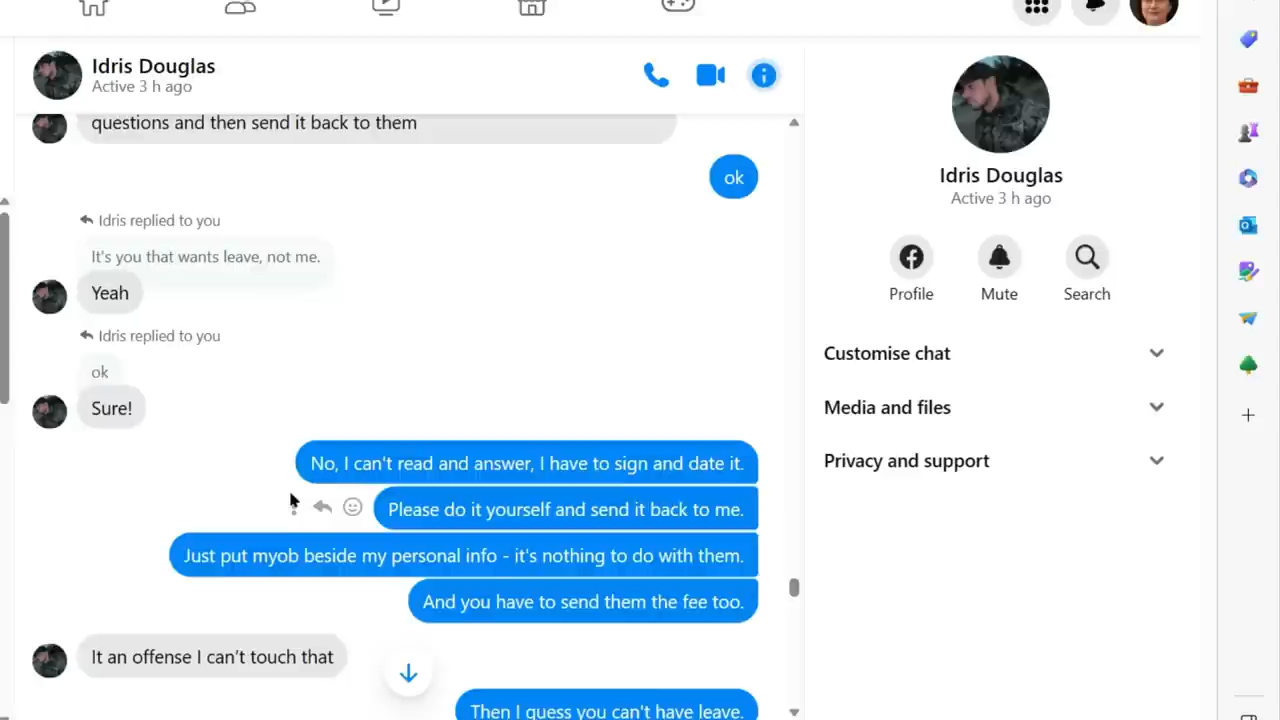 Idris Douglas
Active 3 h ago
questions and then send it back to them
ok
Idris replied to you
It's you that wants leave, not me.
Yeah
Idris replied to you
ok
Sure!
No, I can't read and answer, I have to sign and date it.
Please do it yourself and send it back to me.
Just put myob beside my personal info - it's nothing to do with them.
And you have to send them the fee too.
It an offense I can't touch that
Then I guess you can't have leave.
Idris Douglas
Active 3 h ago
Profile
Mute
Search
Customise chat
Media and files
Privacy and support